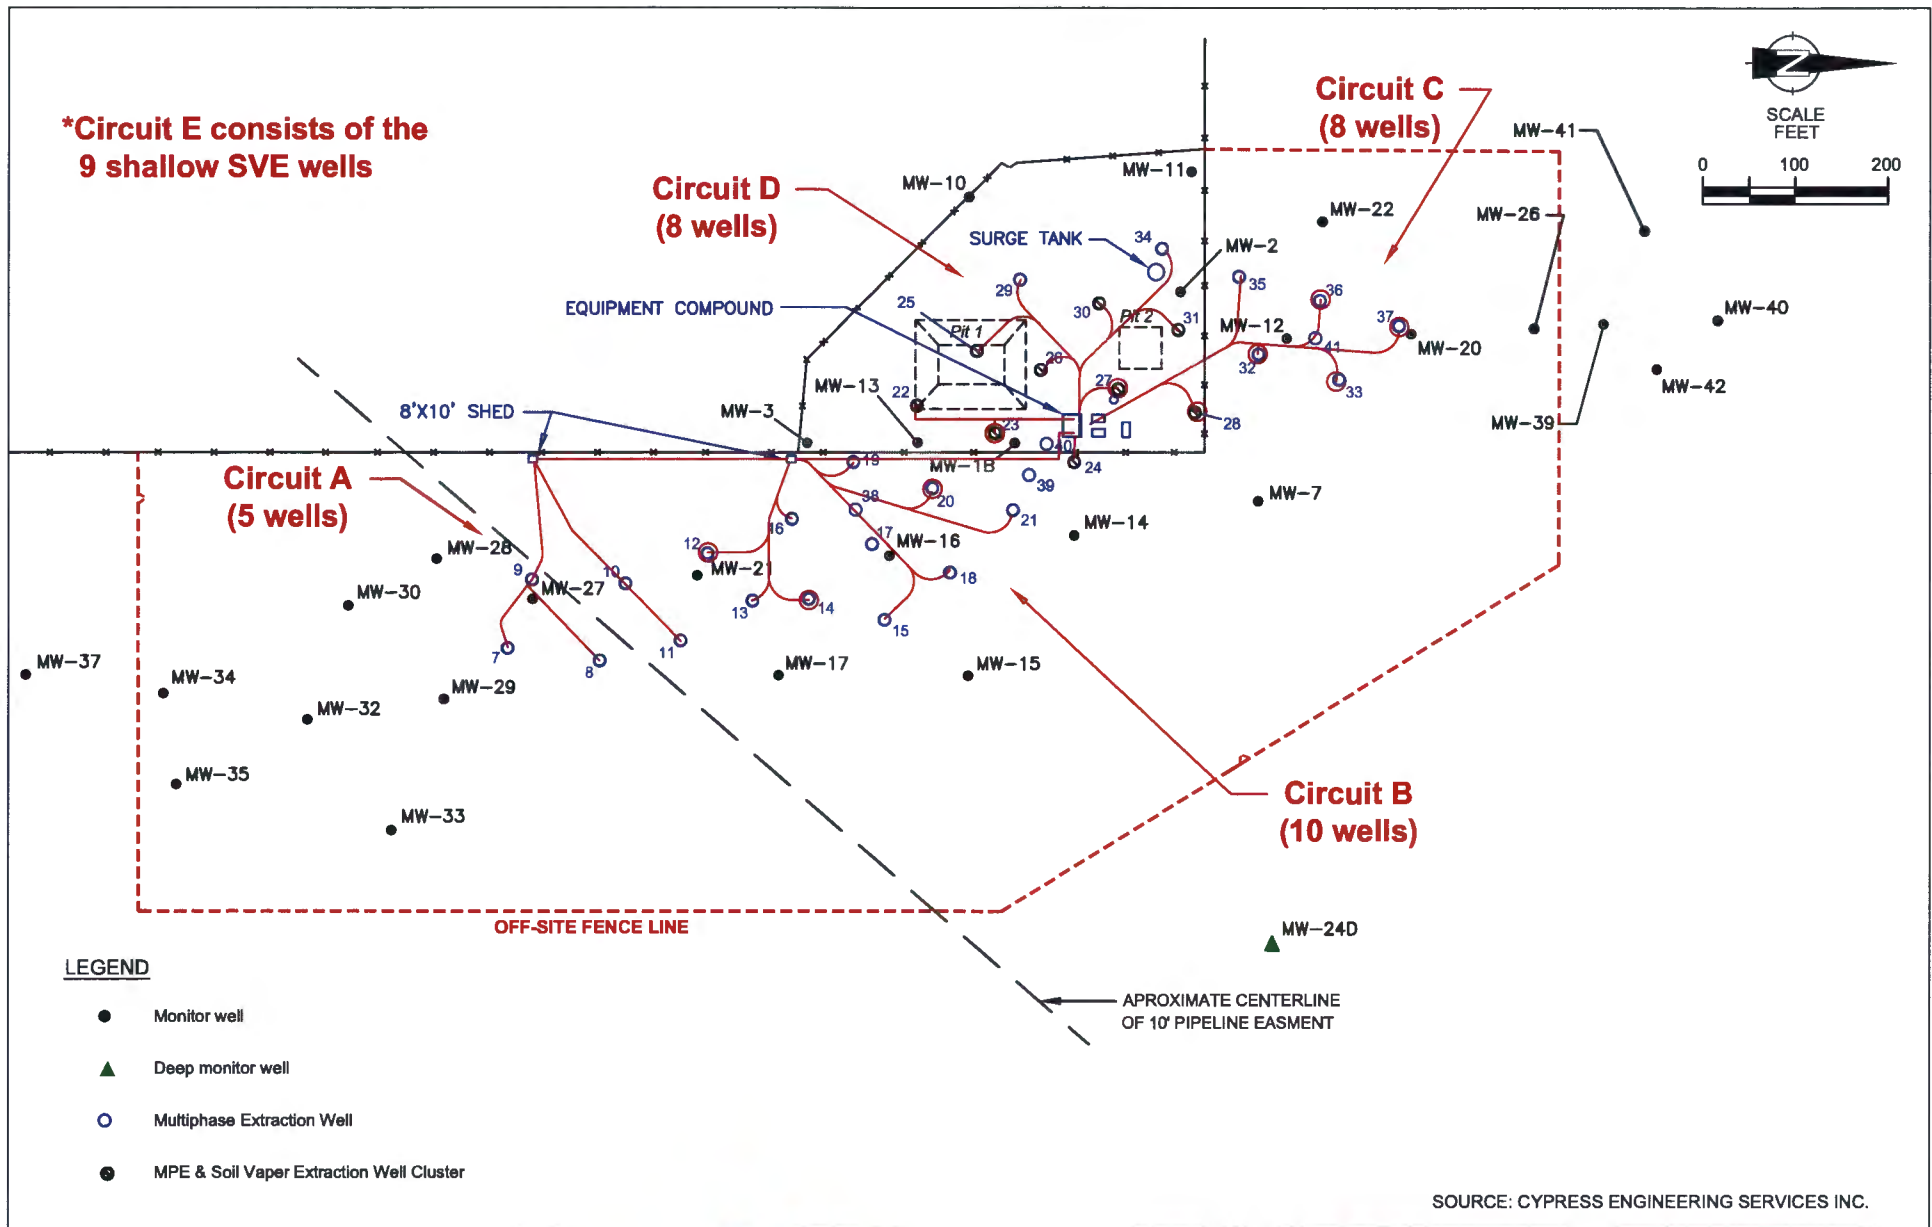 *Circuit E consists of the
9 shallow SVE wells
Circuit C
(8 wells)
N
SCALE
FEET
0 100 200
MW-41
MW-26
MW-11
MW-10
Circuit D
(8 wells)
MW-22
SURGE TANK
34
MW-2
29
35
36
25
EQUIPMENT COMPOUND
30
31
Pit 1
Pit 2
MW-12
37
MW-20
MW-40
41
26
32
33
MW-42
MW-13
27
22
8'X10' SHED
MW-3
23
28
MW-39
40
MW-1B
24
19
39
Circuit A
(5 wells)
20
38
21
MW-7
16
17
MW-14
12
MW-16
MW-28
MW-21
18
9
MW-27
10
MW-30
13
14
15
7
8
11
MW-37
MW-34
MW-29
MW-17
MW-15
MW-32
MW-35
MW-33
Circuit B
(10 wells)
OFF-SITE FENCE LINE
MW-24D
APROXIMATE CENTERLINE
OF 10' PIPELINE EASMENT
LEGEND
Monitor well
Deep monitor well
Multiphase Extraction Well
MPE & Soil Vaper Extraction Well Cluster
SOURCE: CYPRESS ENGINEERING SERVICES INC.